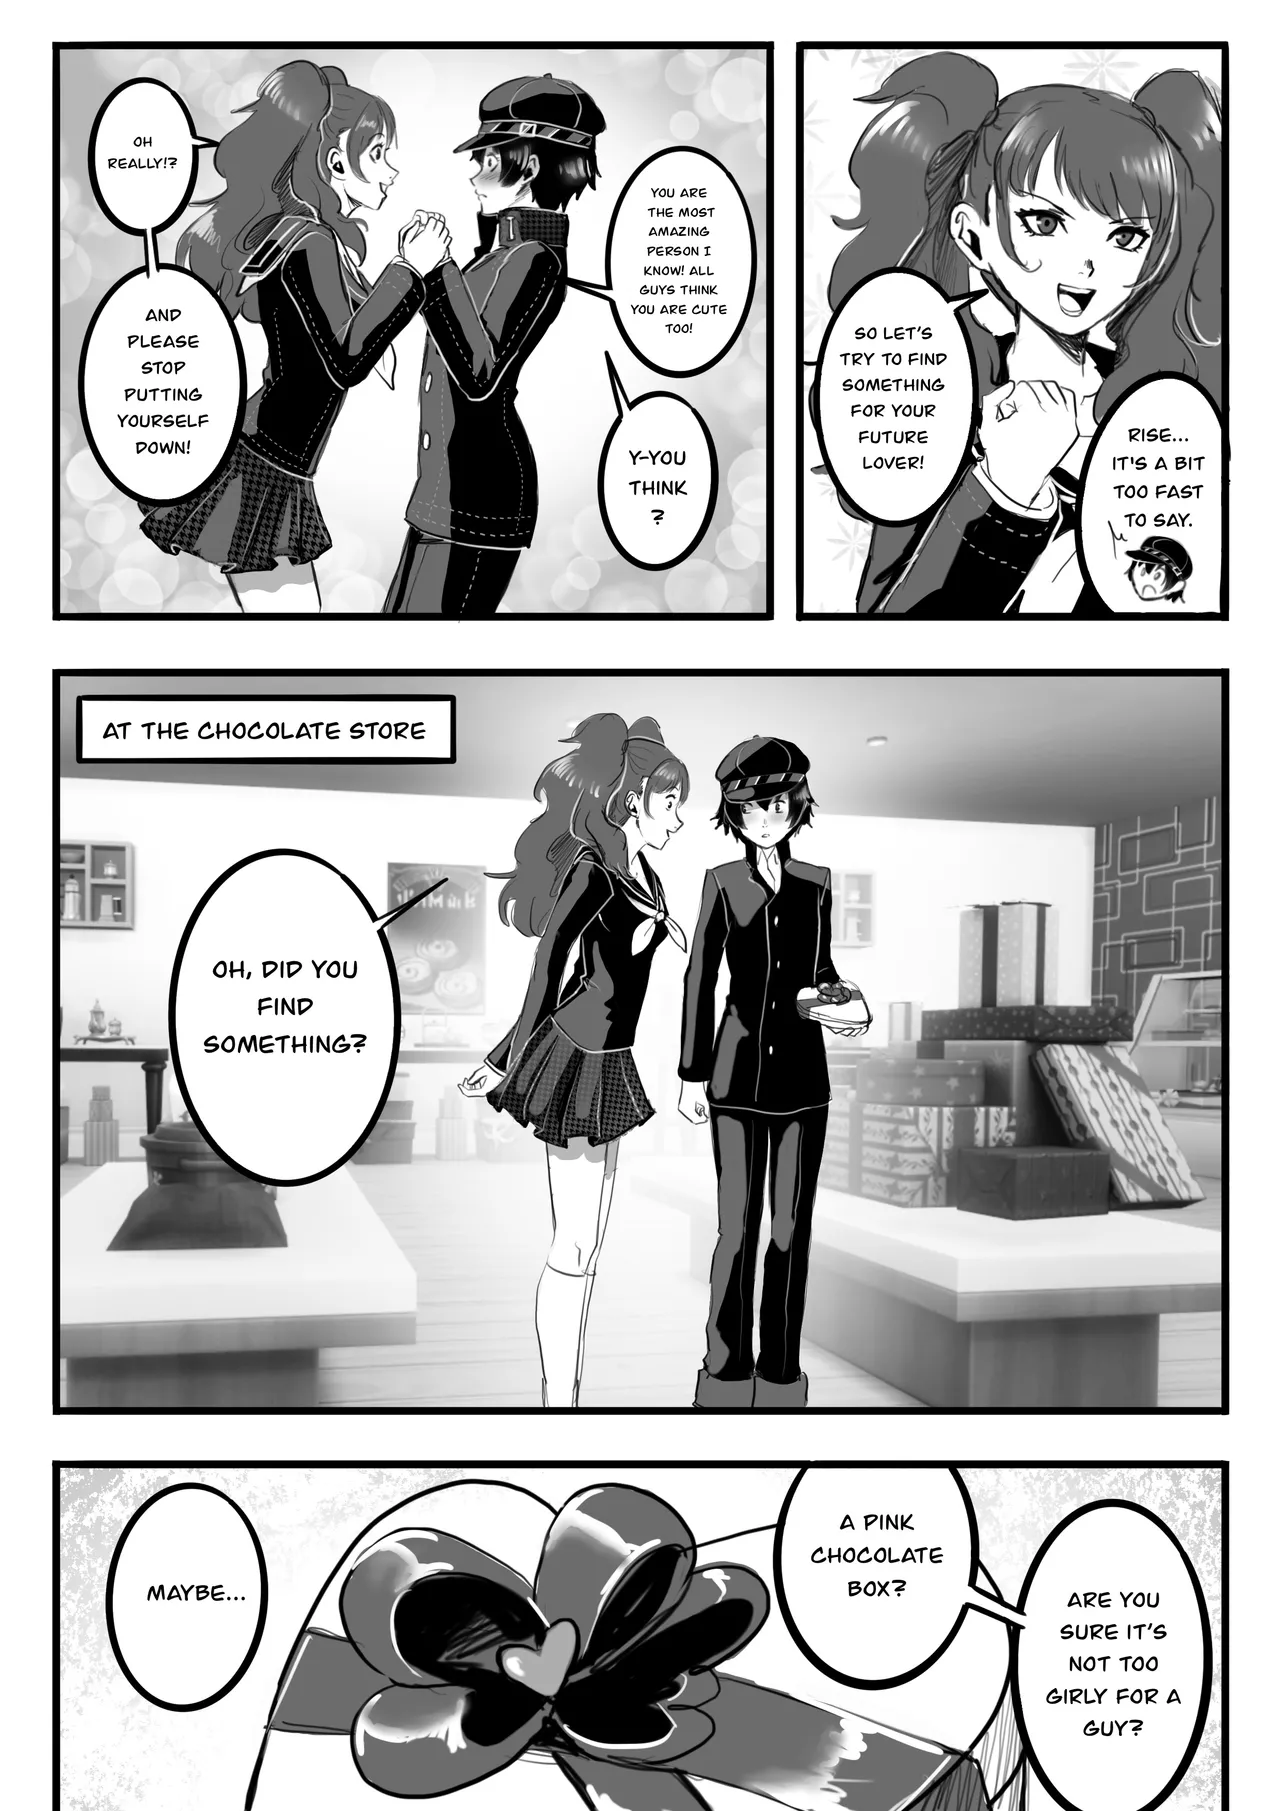 OH
REALLY!?
AND
PLEASE
STOP
PUTTING
YOURSELF
DOWN!
YOU ARE
THE MOST
AMAZING
PERSON I
KNOW! ALL
GUYS THINK
YOU ARE CUTE
TOO!
Y-YOU
THINK
?
SO LET'S
TRY TO FIND
SOMETHING
FOR YOUR
FUTURE
LOVER!
RISE...
IT'S A BIT
TOO FAST
TO SAY.
AT THE CHOCOLATE STORE
OH, DID YOU
FIND
SOMETHING?
MAYBE...
A PINK
CHOCOLATE
BOX?
ARE YOU
SURE IT'S
NOT TOO
GIRLY FOR A
GUY?